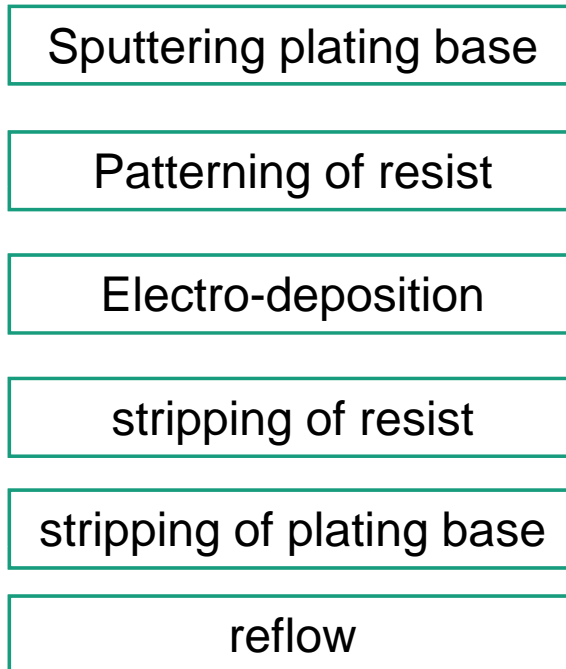 Sputtering plating base
Patterning of resist
Electro-deposition
stripping of resist
stripping of plating base
reflow